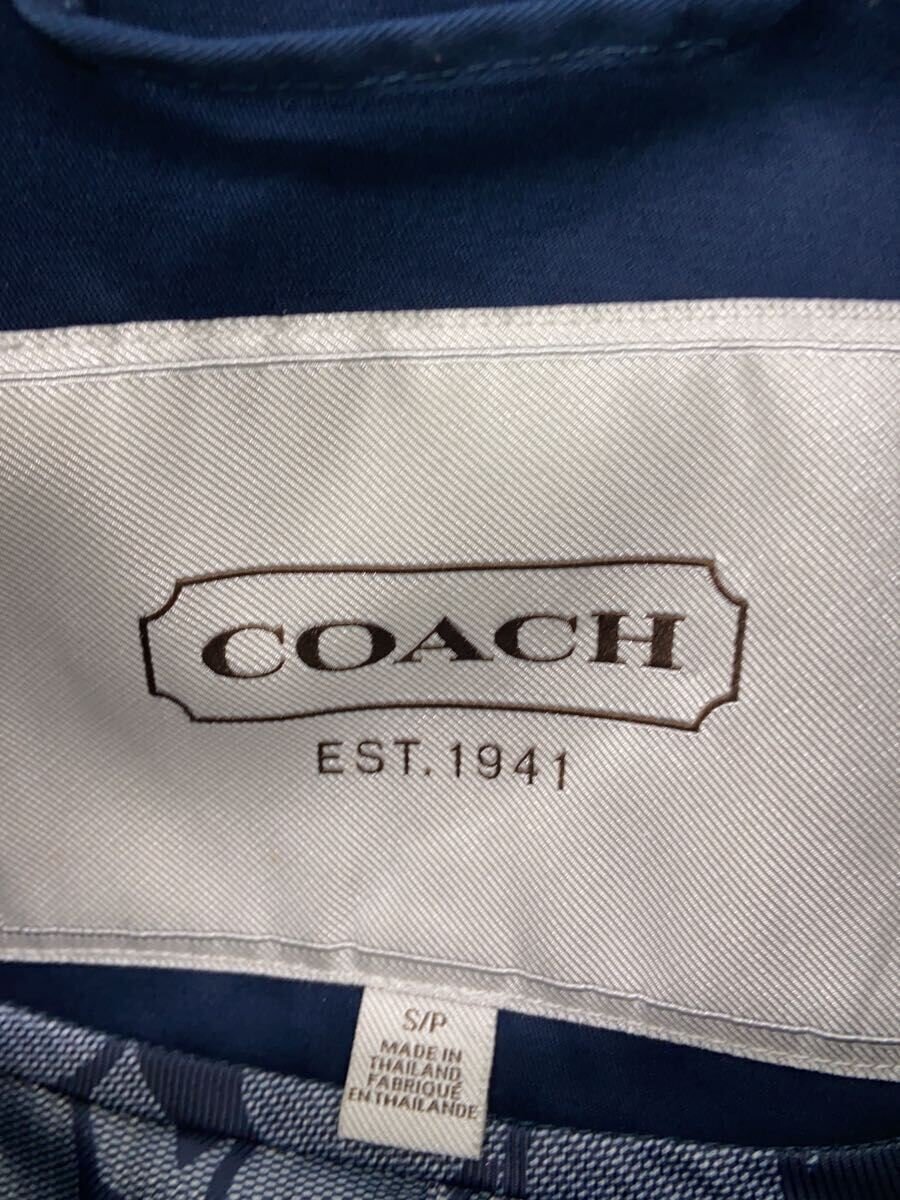 COACH
EST. 1941
S/P
MADE IN
THAILAND
FABRIQUÉ
EN THAILANDE